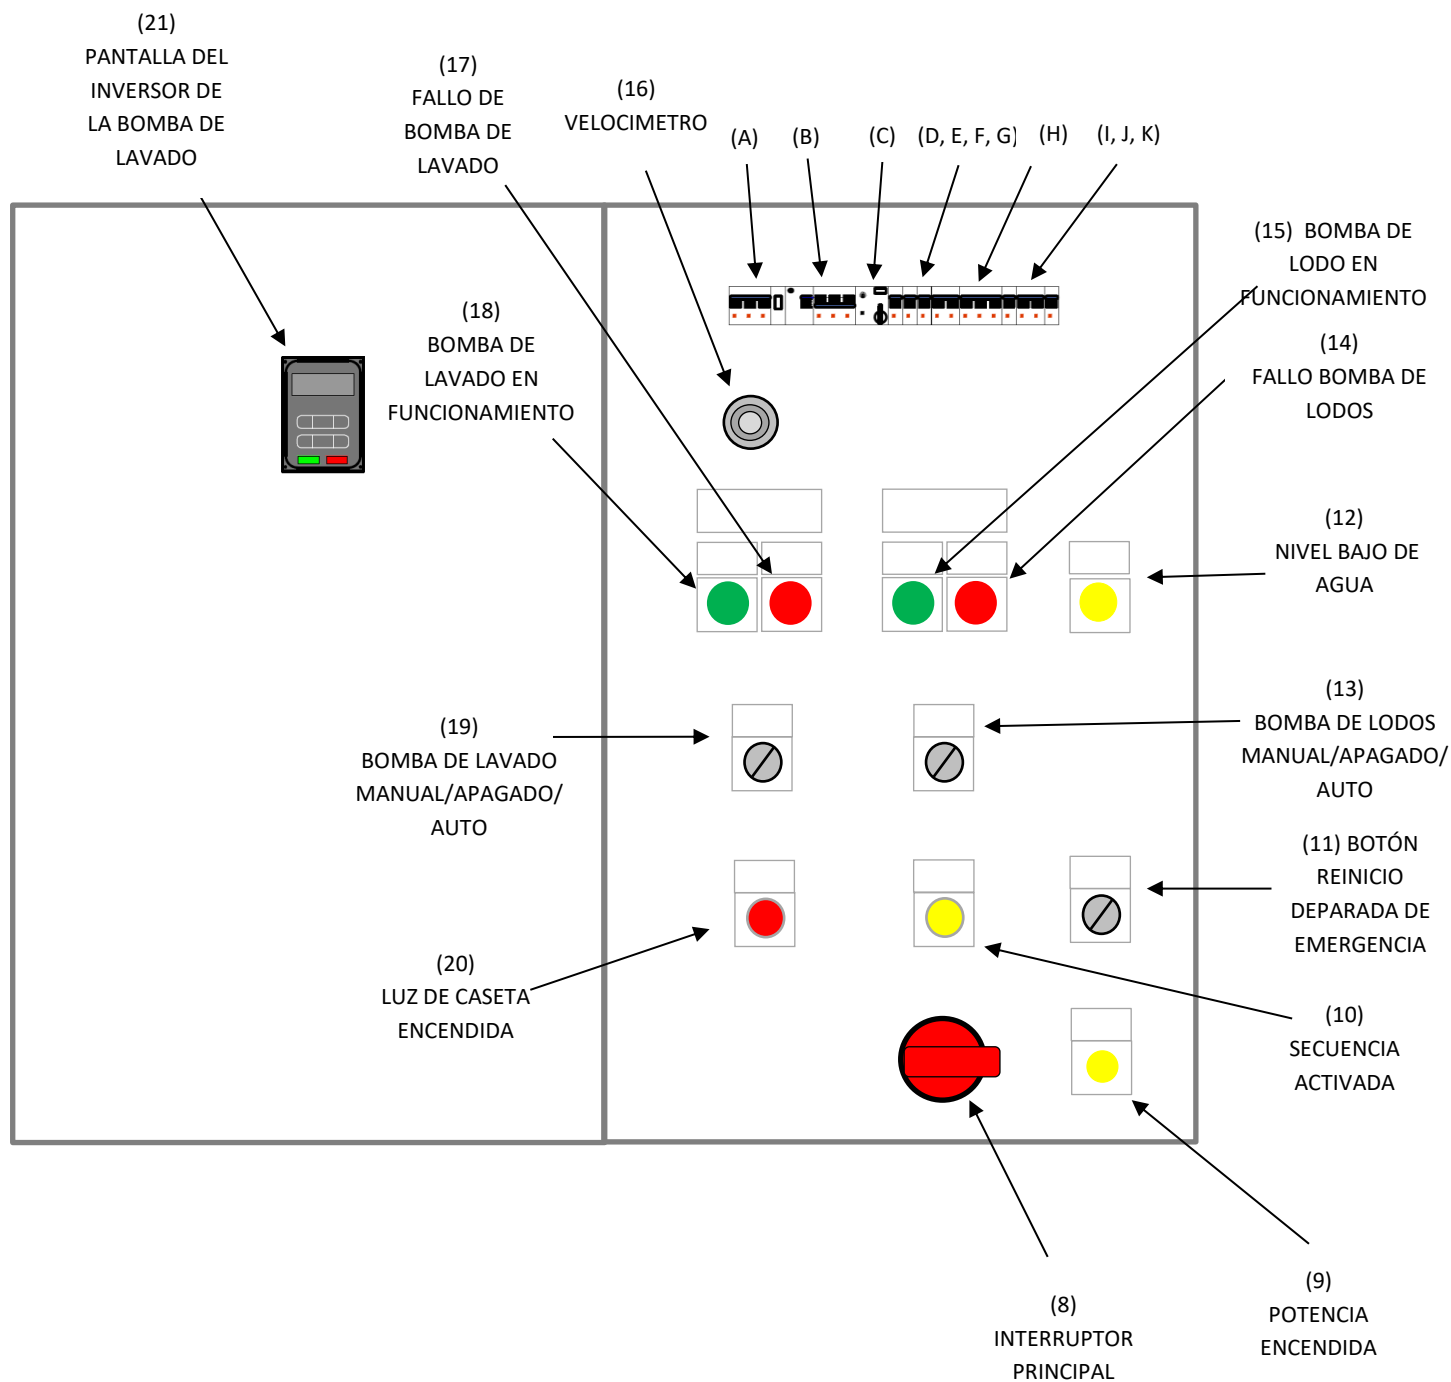 (21)
PANTALLA DEL
INVERSOR DE
LA BOMBA DE
LAVADO
(17)
FALLO DE
BOMBA DE
LAVADO
(16)
VELOCIMETRO
(A)
(B)
(C)
(D, E, F, G)
(H)
(I, J, K)
(15) BOMBA DE
LODO EN
FUNCIONAMIENTO
(18)
BOMBA DE
LAVADO EN
FUNCIONAMIENTO
(14)
FALLO BOMBA DE
LODOS
(12)
NIVEL BAJO DE
AGUA
(19)
BOMBA DE LAVADO
MANUAL/APAGADO/
AUTO
(13)
BOMBA DE LODOS
MANUAL/APAGADO/
AUTO
(11) BOTÓN
REINICIO
DEPARADA DE
EMERGENCIA
(20)
LUZ DE CASETA
ENCENDIDA
(10)
SECUENCIA
ACTIVADA
(9)
POTENCIA
ENCENDIDA
(8)
INTERRUPTOR
PRINCIPAL